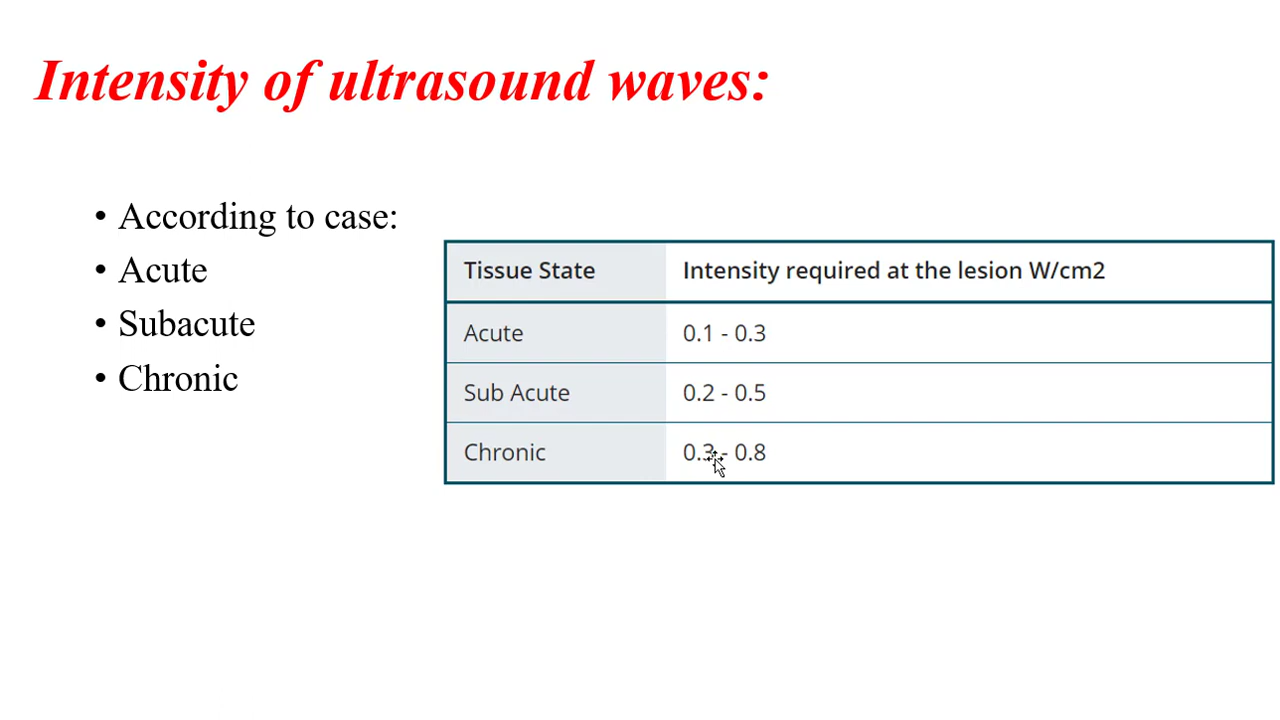 Intensity of ultrasound waves:
• According to case:
• Acute
• Subacute
• Chronic
Tissue State Intensity required at the lesion W/cm2
Acute 0.1 - 0.3
Sub Acute 0.2 - 0.5
Chronic 0.3 - 0.8